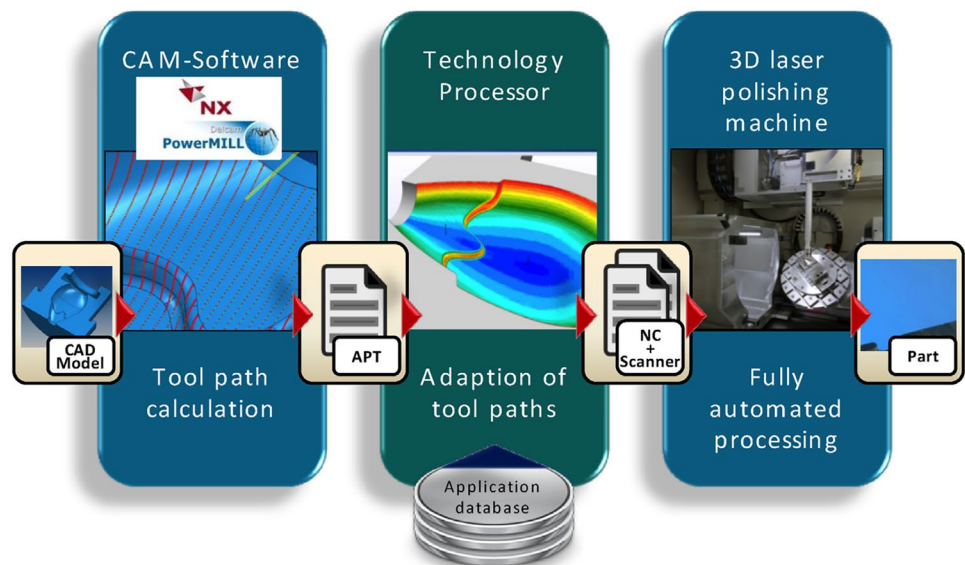 CAM-Software
NX
Delcam
PowerMILL
CAD
Model
Tool path
calculation
APT
Technology
Processor
Adaption of
tool paths
Application
database
NC
+
Scanner
3D laser
polishing
machine
Fully
automated
processing
Part